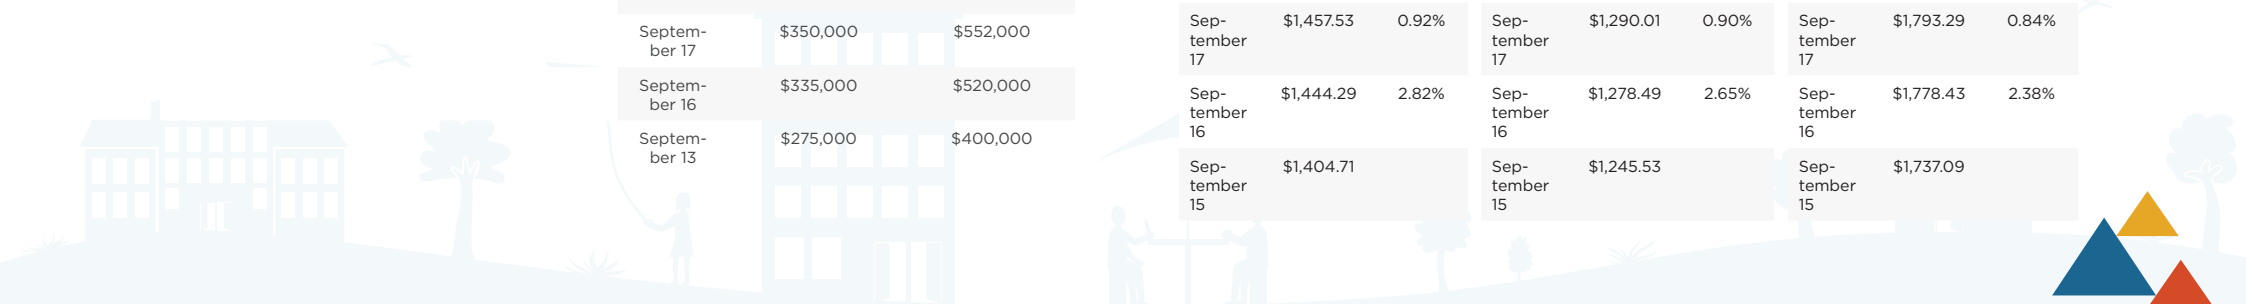 Septem-
ber 17 $350,000 $552,000
Septem-
ber 16 $335,000 $520,000
Septem-
ber 13 $275,000 $400,000
Sep- $1,457.53 0.92%
tember
17
Sep- $1,444.29 2.82%
tember
16
Sep- $1,404.71
tember
15
Sep- $1,290.01 0.90%
tember
17
Sep- $1,278.49 2.65%
tember
16
Sep- $1,245.53
tember
15
Sep- $1,793.29 0.84%
tember
17
Sep- $1,778.43 2.38%
tember
16
Sep- $1,737.09
tember
15